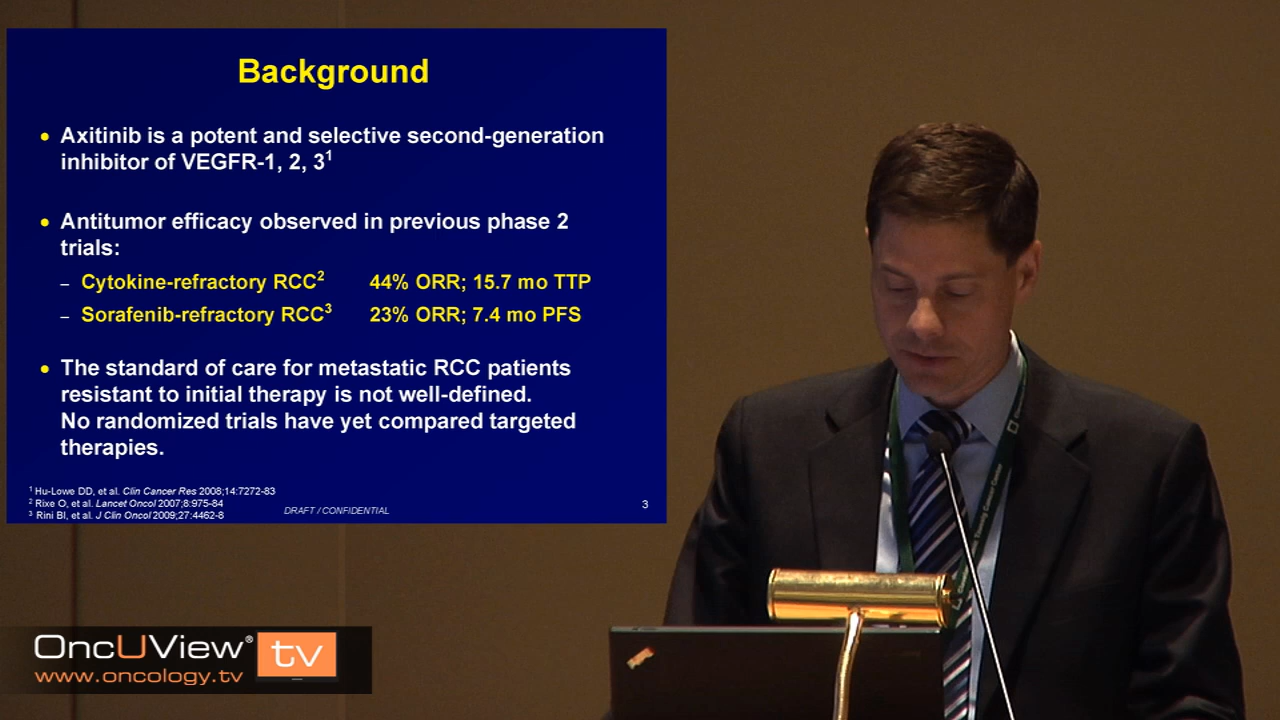 Background
• Axitinib is a potent and selective second-generation
inhibitor of VEGFR-1, 2, 3¹
• Antitumor efficacy observed in previous phase 2
trials:
– Cytokine-refractory RCC² 44% ORR; 15.7 mo TTP
– Sorafenib-refractory RCC³ 23% ORR; 7.4 mo PFS
• The standard of care for metastatic RCC patients
resistant to initial therapy is not well-defined.
No randomized trials have yet compared targeted
therapies.
¹ Hu-Lowe DD, et al. Clin Cancer Res 2008;14:7272-83
² Rixe O, et al. Lancet Oncol 2007;8:975-84
³ Rini BI, et al. J Clin Oncol 2009;27:4462-8
DRAFT / CONFIDENTIAL
3
OncUView® tv
www.oncology.tv
Cancer Center